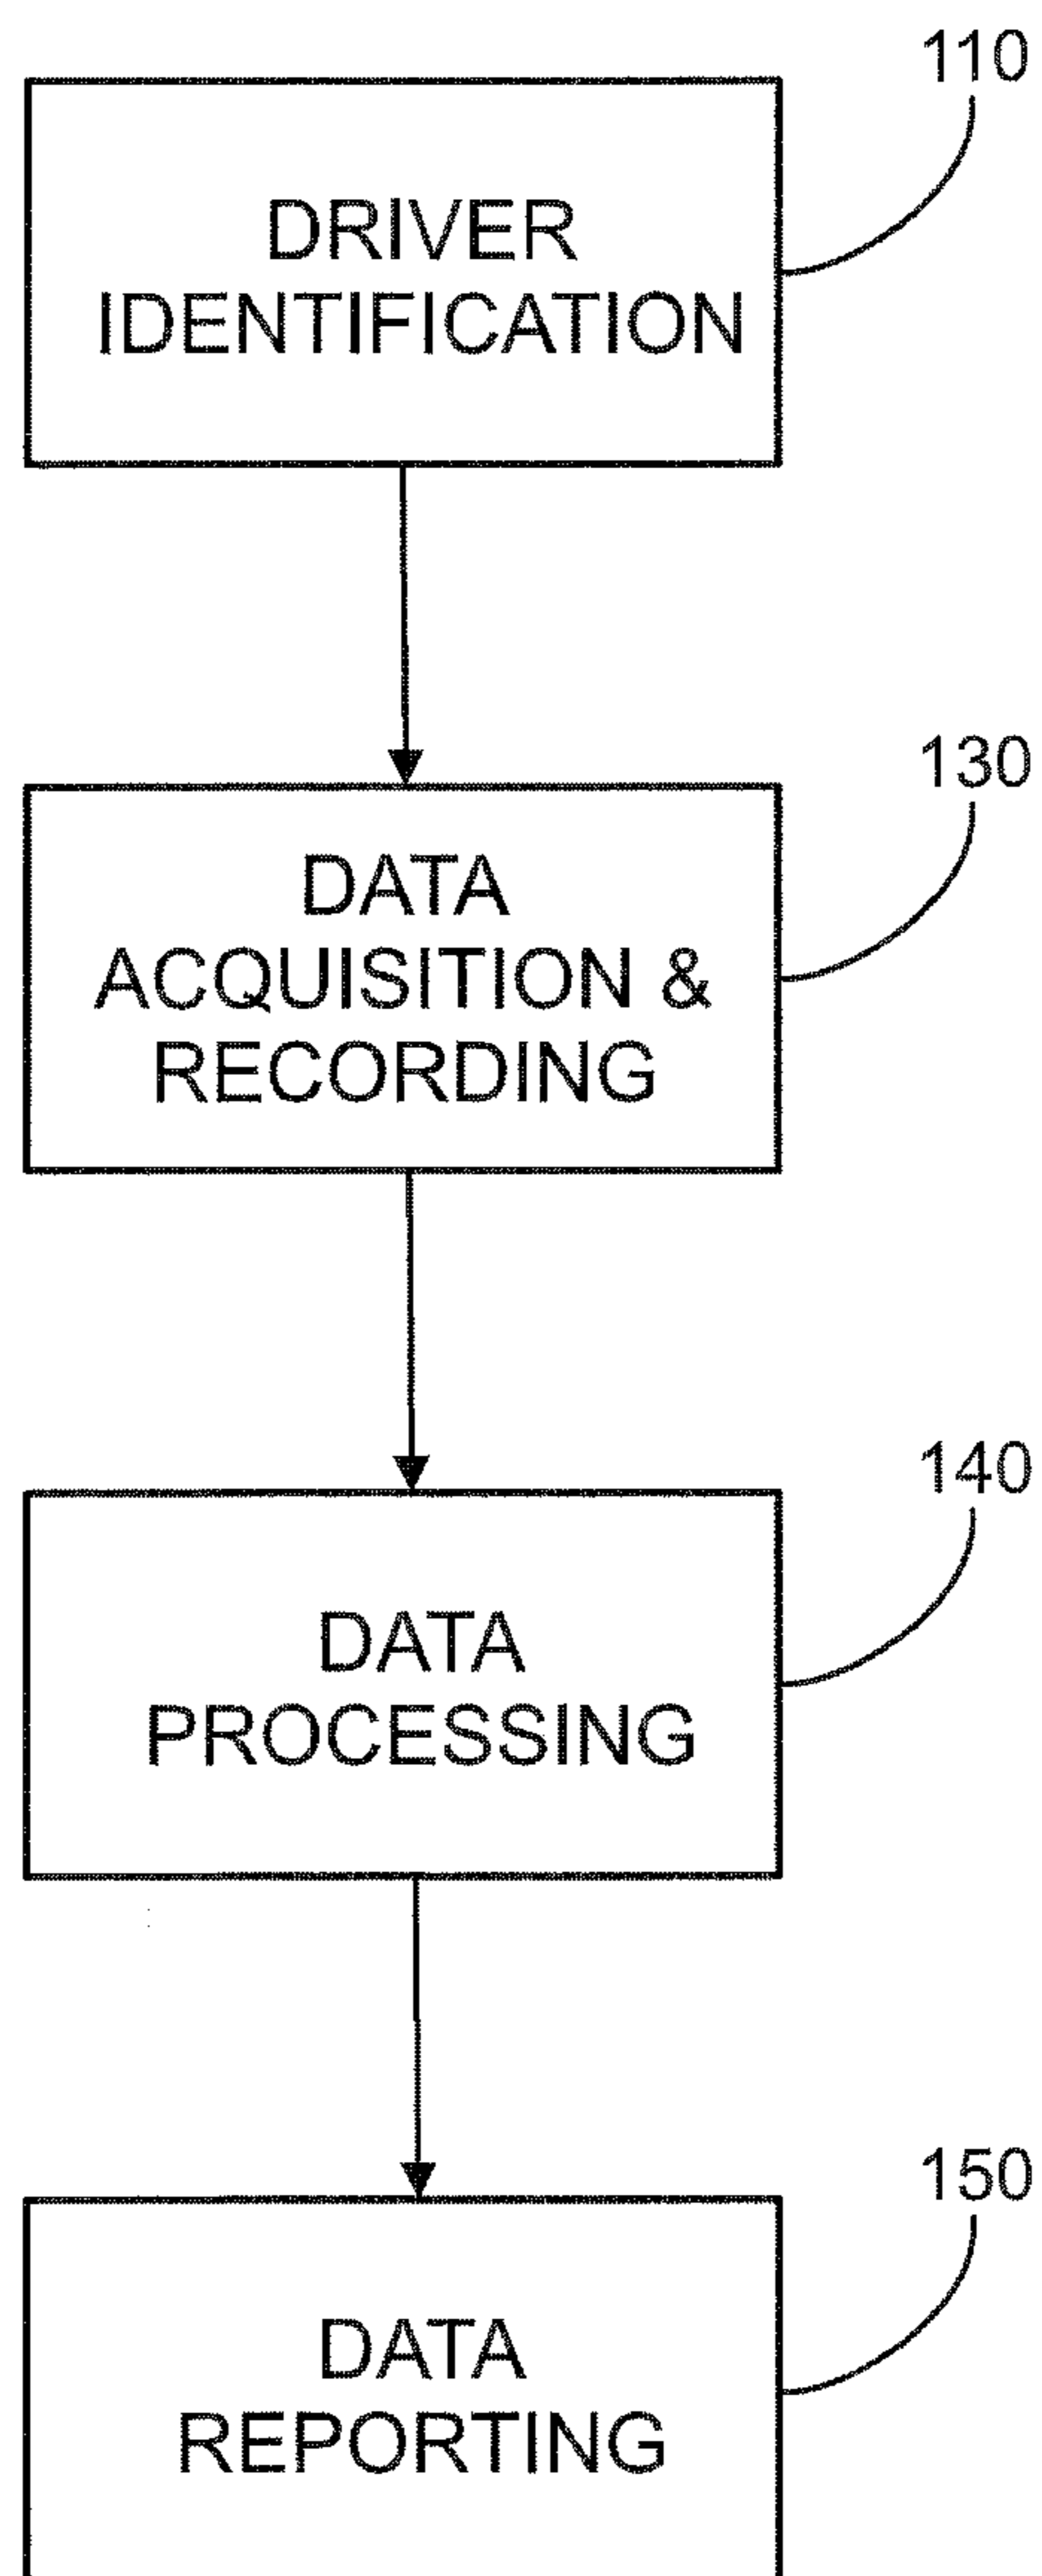 110
DRIVER
IDENTIFICATION
130
DATA
ACQUISITION &
RECORDING
140
DATA
PROCESSING
150
DATA
REPORTING